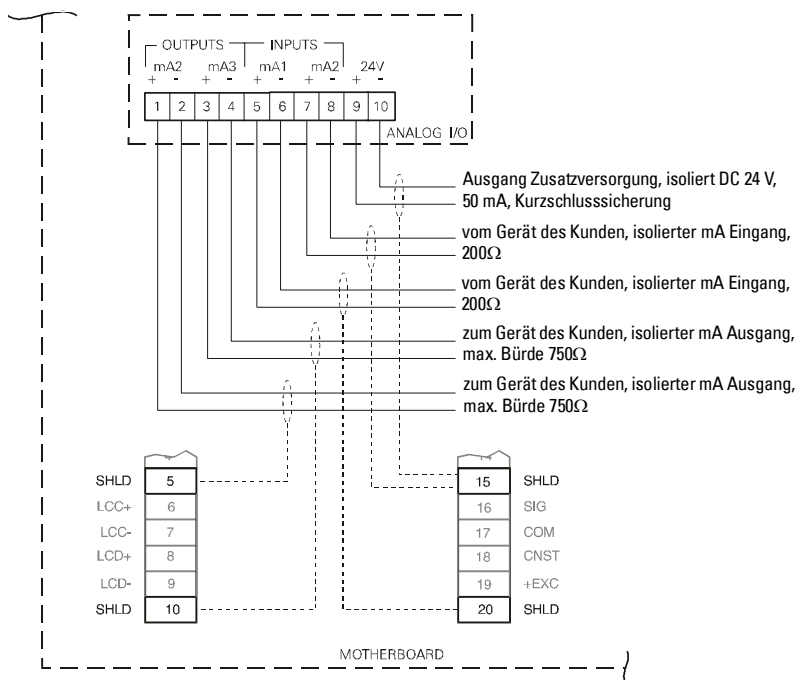 OUTPUTS INPUTS
mA2 mA3 mA1 mA2 24V
+ - + - + - + - + -
1 2 3 4 5 6 7 8 9 10
ANALOG I/O
Ausgang Zusatzversorgung, isoliert DC 24 V,
50 mA, Kurzschlusssicherung
vom Gerät des Kunden, isolierter mA Eingang,
200Ω
vom Gerät des Kunden, isolierter mA Eingang,
200Ω
zum Gerät des Kunden, isolierter mA Ausgang,
max. Bürde 750Ω
zum Gerät des Kunden, isolierter mA Ausgang,
max. Bürde 750Ω
SHLD 5
LCC+ 6
LCC- 7
LCD+ 8
LCD- 9
SHLD 10
15 SHLD
16 SIG
17 COM
18 CNST
19 +EXC
20 SHLD
MOTHERBOARD